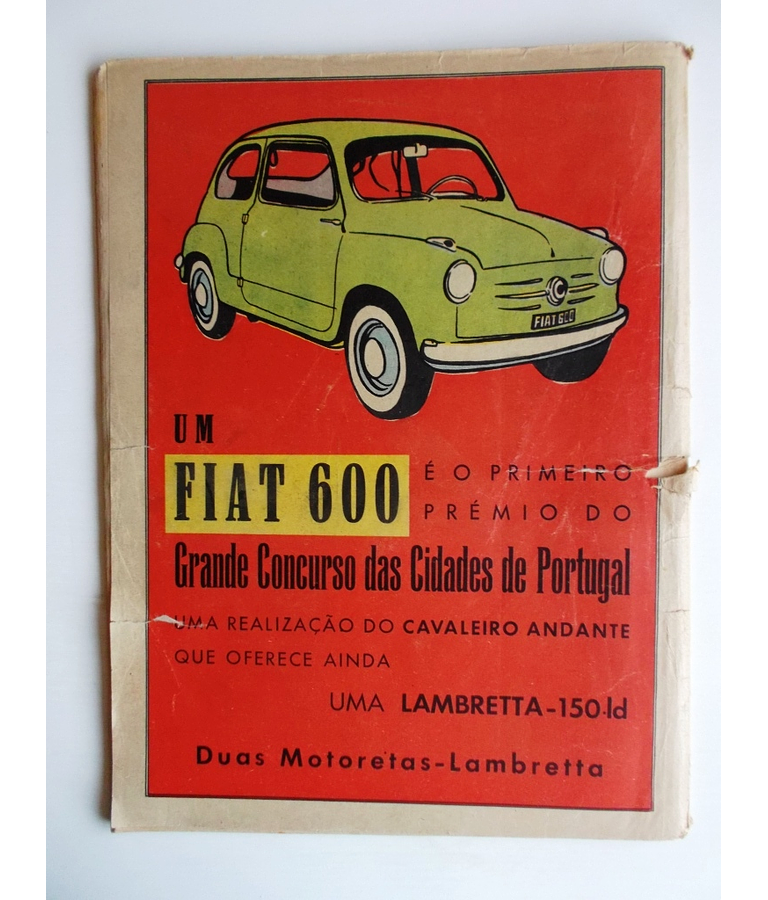 FIAT 600
UM
FIAT 600 É O PRIMEIRO
PRÉMIO DO
Grande Concurso das Cidades de Portugal
UMA REALIZAÇÃO DO CAVALEIRO ANDANTE
QUE OFERECE AINDA
UMA LAMBRETTA-150·ld
Duas Motoretas-Lambretta